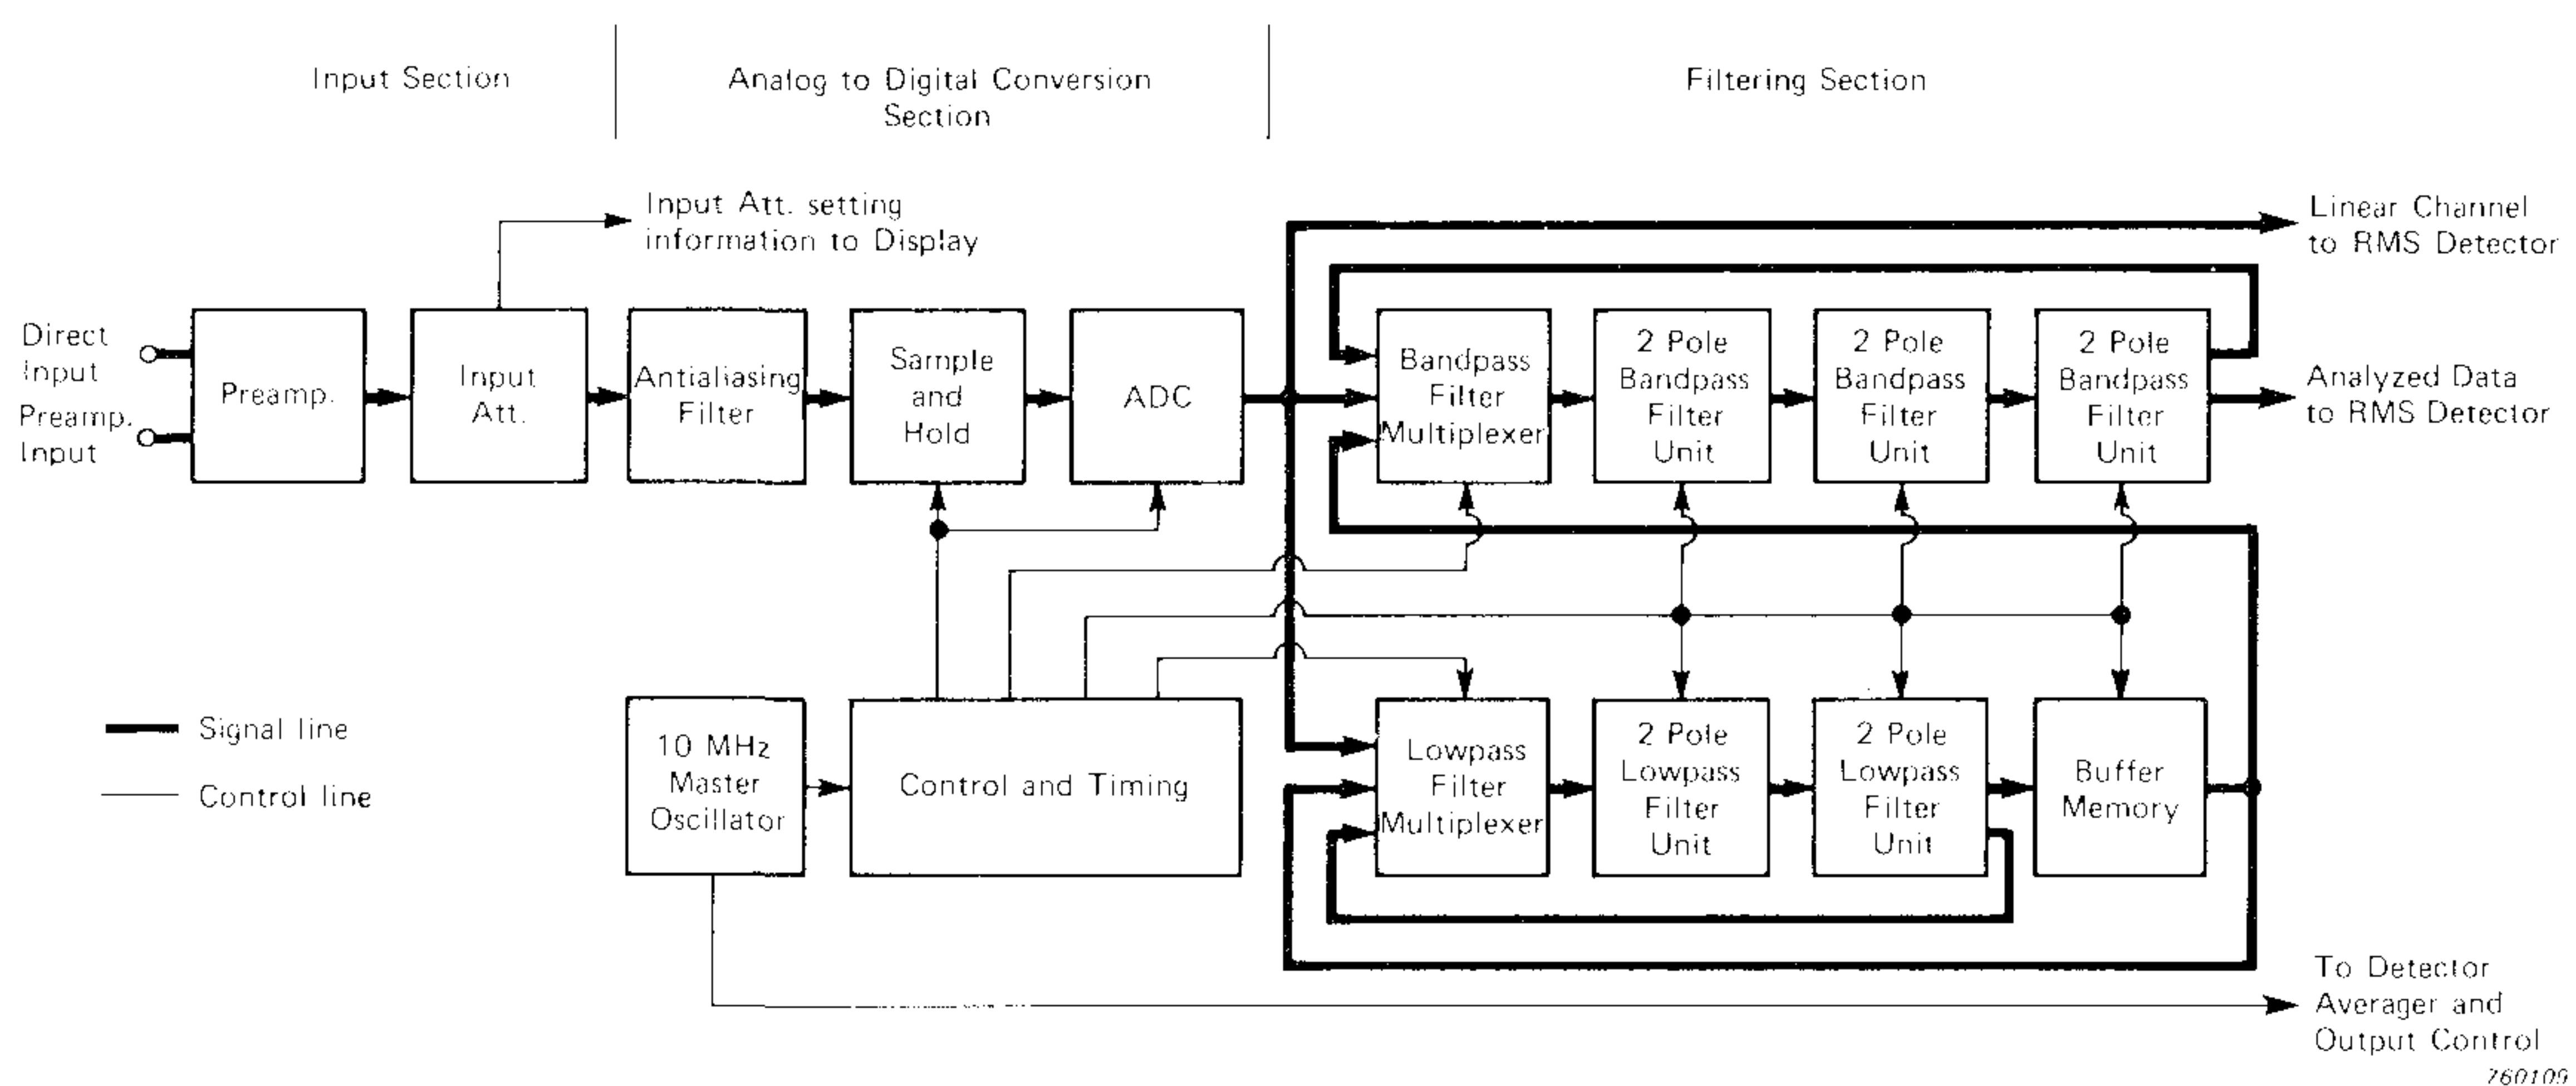 Input Section
Analog to Digital Conversion
Section
Filtering Section
Input Att. setting
information to Display
Linear Channel
to RMS Detector
Direct
Input
Preamp.
Input
Preamp.
Input
Att.
Antialiasing
Filter
Sample
and
Hold
ADC
Bandpass
Filter
Multiplexer
2 Pole
Bandpass
Filter
Unit
2 Pole
Bandpass
Filter
Unit
2 Pole
Bandpass
Filter
Unit
Analyzed Data
to RMS Detector
Signal line
Control line
10 MHz
Master
Oscillator
Control and Timing
Lowpass
Filter
Multiplexer
2 Pole
Lowpass
Filter
Unit
2 Pole
Lowpass
Filter
Unit
Buffer
Memory
To Detector
Averager and
Output Control
760109